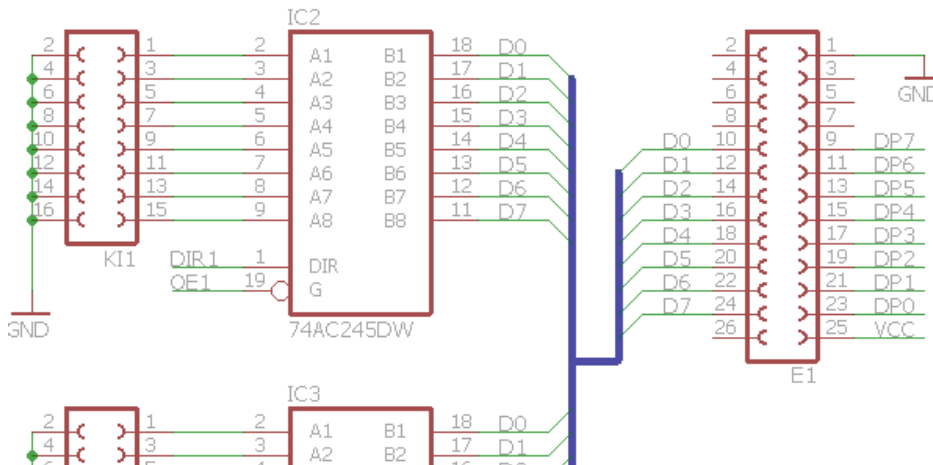 IC2
2 1 2 A1 B1 18 D0 2 1
4 3 3 A2 B2 17 D1 4 3
GND
6 5 4 A3 B3 16 D2 6 5
8 7 5 A4 B4 15 D3 8 7
10 9 6 A5 B5 14 D4 D0 10 9 DP7
12 11 7 A6 B6 13 D5 D1 12 11 DP6
14 13 8 A7 B7 12 D6 D2 14 13 DP5
16 15 9 A8 B8 11 D7 D3 16 15 DP4
D4 18 17 DP3
KI1 DIR1 1 DIR D5 20 19 DP2
OE1 19 G D6 22 21 DP1
D7 24 23 DP0
GND 74AC245DW 26 25 VCC
E1
IC3
2 1 2 A1 B1 18 D0
4 3 3 A2 B2 17 D1